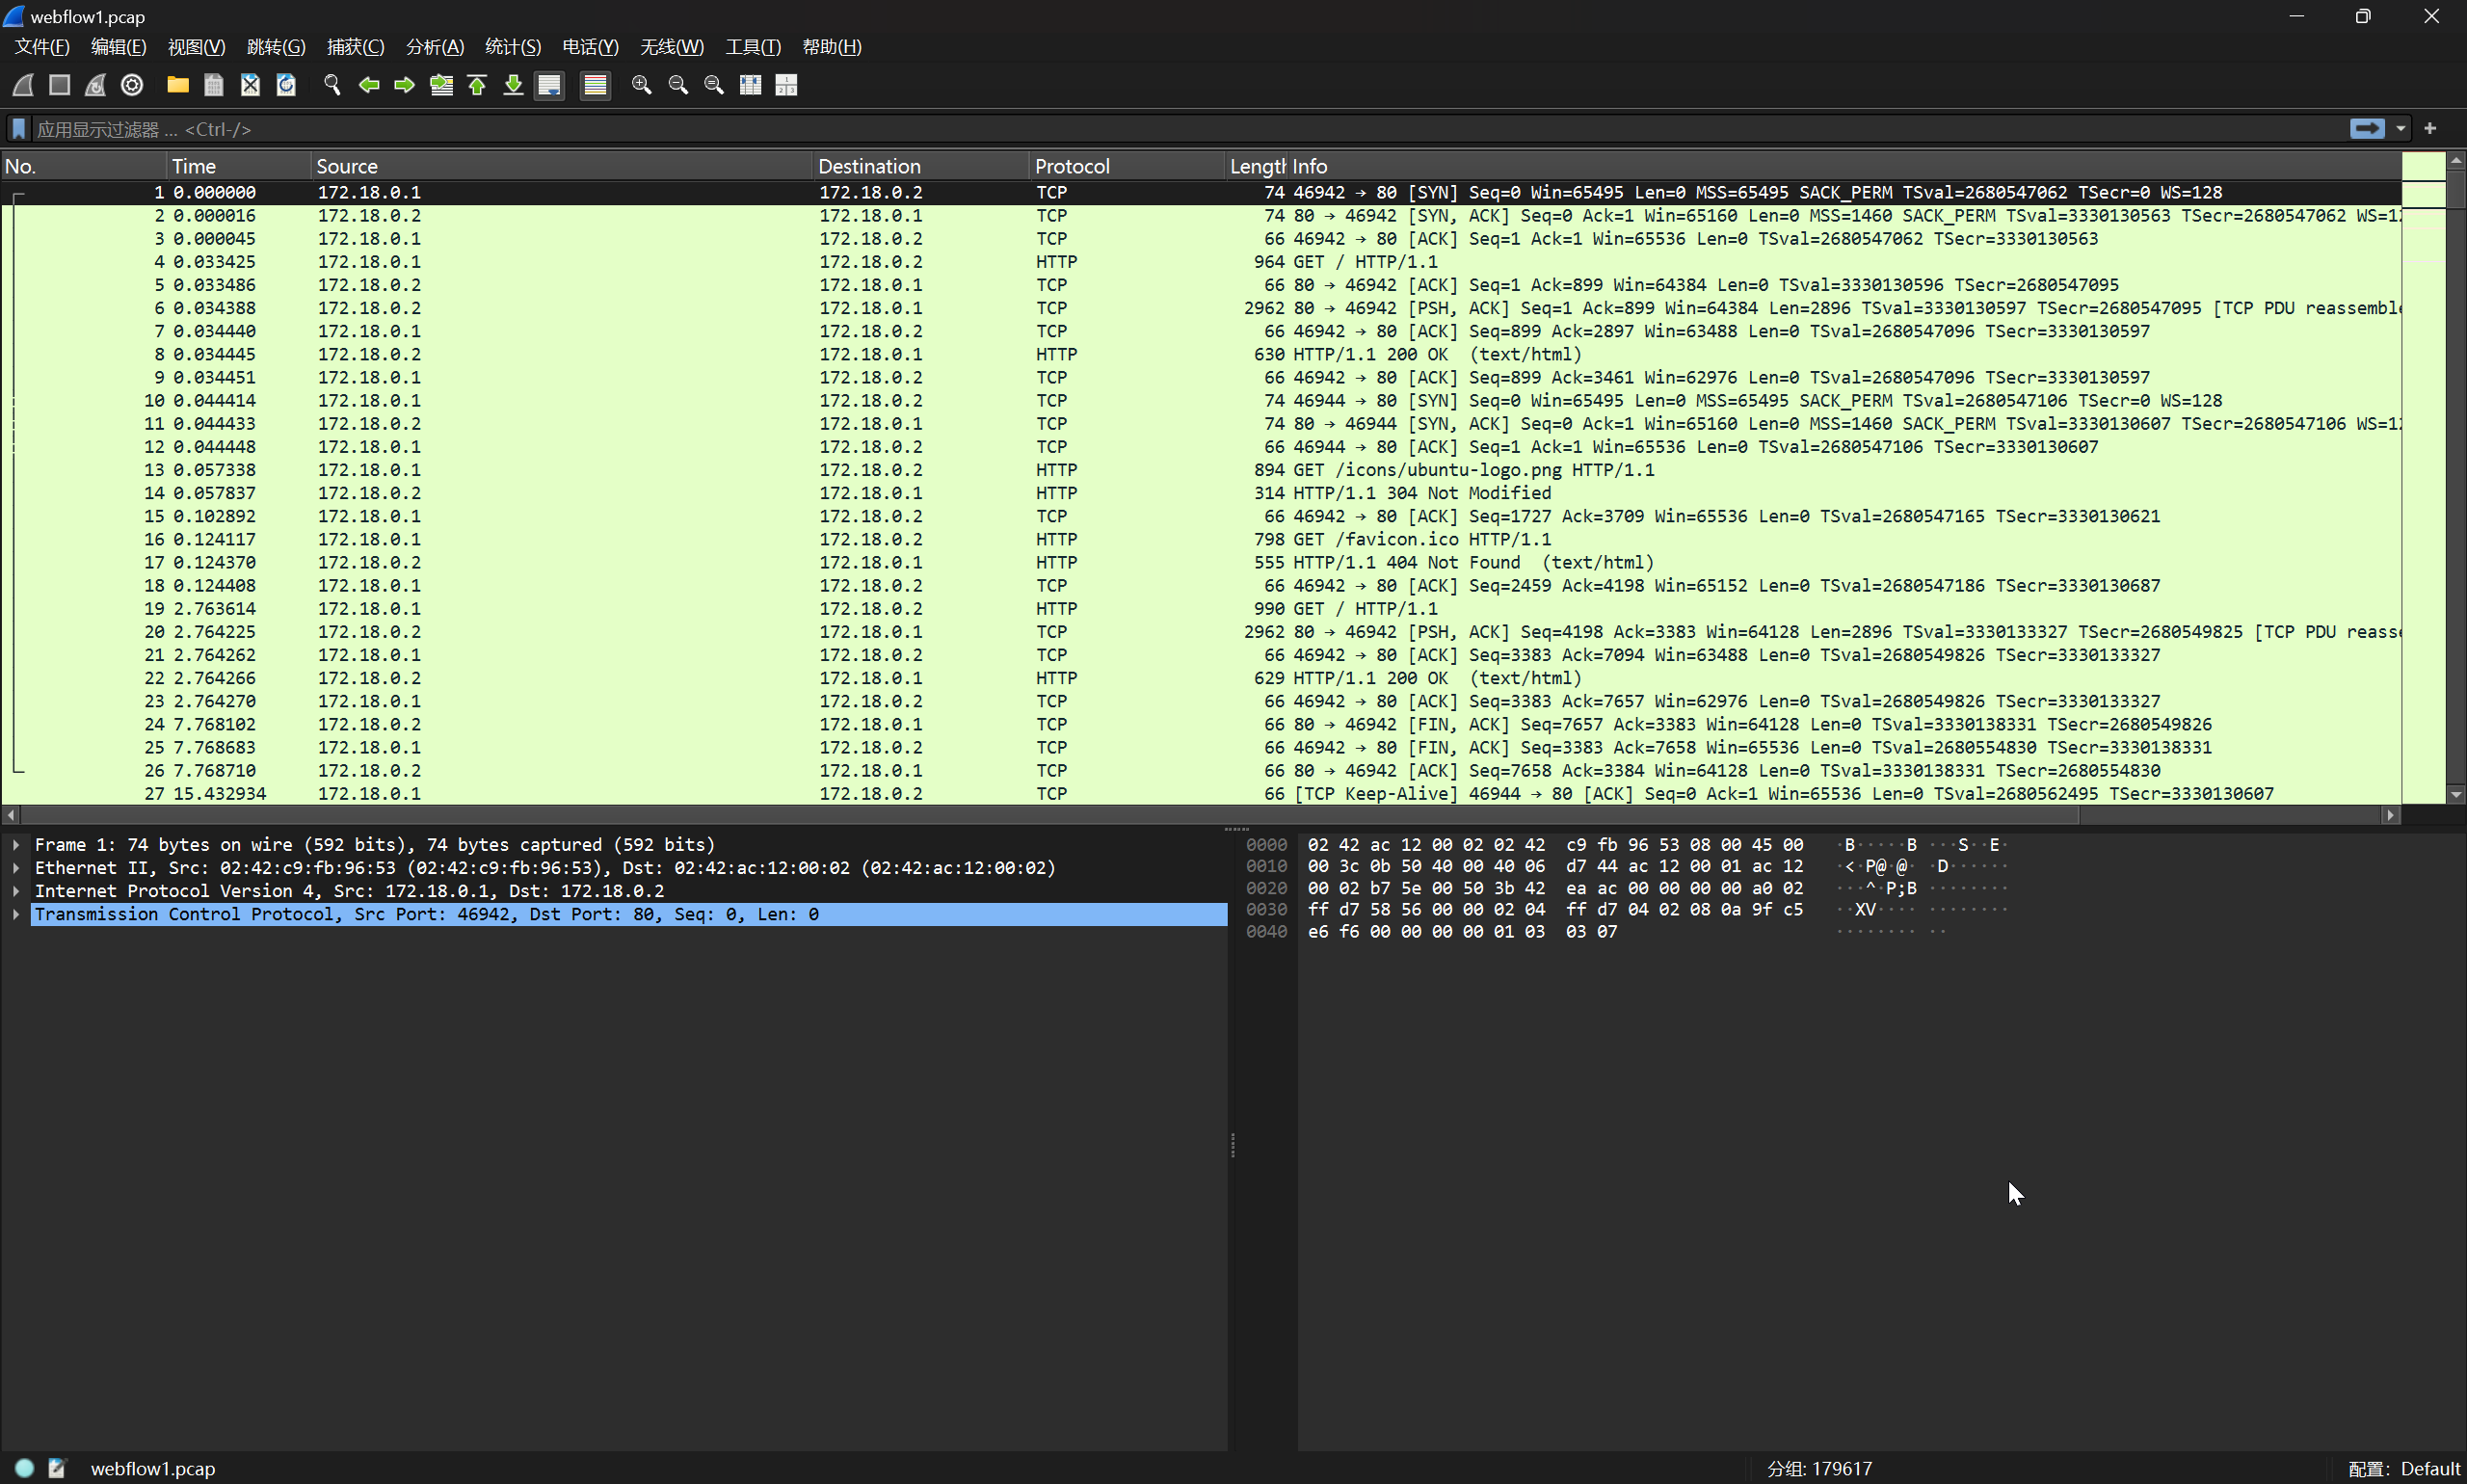 webflow1.pcap
文件(F) 编辑(E) 视图(V) 跳转(G) 捕获(C) 分析(A) 统计(S) 电话(Y) 无线(W) 工具(T) 帮助(H)
应用显示过滤器 … <Ctrl-/>
No. Time Source Destination Protocol Length Info
1 0.000000 172.18.0.1 172.18.0.2 TCP 74 46942 → 80 [SYN] Seq=0 Win=65495 Len=0 MSS=65495 SACK_PERM TSval=2680547062 TSecr=0 WS=128
2 0.000016 172.18.0.2 172.18.0.1 TCP 74 80 → 46942 [SYN, ACK] Seq=0 Ack=1 Win=65160 Len=0 MSS=1460 SACK_PERM TSval=3330130563 TSecr=2680547062
3 0.000045 172.18.0.1 172.18.0.2 TCP 66 46942 → 80 [ACK] Seq=1 Ack=1 Win=65536 Len=0 TSval=2680547062 TSecr=3330130563
4 0.033425 172.18.0.1 172.18.0.2 HTTP 964 GET / HTTP/1.1
5 0.033486 172.18.0.2 172.18.0.1 TCP 66 80 → 46942 [ACK] Seq=1 Ack=899 Win=64384 Len=0 TSval=3330130596 TSecr=2680547095
6 0.034388 172.18.0.2 172.18.0.1 TCP 2962 80 → 46942 [PSH, ACK] Seq=1 Ack=899 Win=64384 Len=2896 TSval=3330130597 TSecr=2680547095 [TCP PDU
7 0.034440 172.18.0.1 172.18.0.2 TCP 66 46942 → 80 [ACK] Seq=899 Ack=2897 Win=63488 Len=0 TSval=2680547096 TSecr=3330130597
8 0.034445 172.18.0.2 172.18.0.1 HTTP 630 HTTP/1.1 200 OK (text/html)
9 0.034451 172.18.0.1 172.18.0.2 TCP 66 46942 → 80 [ACK] Seq=899 Ack=3461 Win=62976 Len=0 TSval=2680547096 TSecr=3330130597
10 0.044414 172.18.0.1 172.18.0.2 TCP 74 46944 → 80 [SYN] Seq=0 Win=65495 Len=0 MSS=65495 SACK_PERM TSval=2680547106 TSecr=0 WS=128
11 0.044433 172.18.0.2 172.18.0.1 TCP 74 80 → 46944 [SYN, ACK] Seq=0 Ack=1 Win=65160 Len=0 MSS=1460 SACK_PERM TSval=3330130607 TSecr=2680547106
12 0.044448 172.18.0.1 172.18.0.2 TCP 66 46944 → 80 [ACK] Seq=1 Ack=1 Win=65536 Len=0 TSval=2680547106 TSecr=3330130607
13 0.057338 172.18.0.1 172.18.0.2 HTTP 894 GET /icons/ubuntu-logo.png HTTP/1.1
14 0.057837 172.18.0.2 172.18.0.1 HTTP 314 HTTP/1.1 304 Not Modified
15 0.102892 172.18.0.1 172.18.0.2 TCP 66 46942 → 80 [ACK] Seq=1727 Ack=3709 Win=65536 Len=0 TSval=2680547165 TSecr=3330130621
16 0.124117 172.18.0.1 172.18.0.2 HTTP 798 GET /favicon.ico HTTP/1.1
17 0.124370 172.18.0.2 172.18.0.1 HTTP 555 HTTP/1.1 404 Not Found (text/html)
18 0.124408 172.18.0.1 172.18.0.2 TCP 66 46942 → 80 [ACK] Seq=2459 Ack=4198 Win=65152 Len=0 TSval=2680547186 TSecr=3330130687
19 2.763614 172.18.0.1 172.18.0.2 HTTP 990 GET / HTTP/1.1
20 2.764225 172.18.0.2 172.18.0.1 TCP 2962 80 → 46942 [PSH, ACK] Seq=4198 Ack=3383 Win=64128 Len=2896 TSval=3330133327 TSecr=2680549825 [TCP PDU
21 2.764262 172.18.0.1 172.18.0.2 TCP 66 46942 → 80 [ACK] Seq=3383 Ack=7094 Win=63488 Len=0 TSval=2680549826 TSecr=3330133327
22 2.764266 172.18.0.2 172.18.0.1 HTTP 629 HTTP/1.1 200 OK (text/html)
23 2.764270 172.18.0.1 172.18.0.2 TCP 66 46942 → 80 [ACK] Seq=3383 Ack=7657 Win=62976 Len=0 TSval=2680549826 TSecr=3330133327
24 7.768102 172.18.0.2 172.18.0.1 TCP 66 80 → 46942 [FIN, ACK] Seq=7657 Ack=3383 Win=64128 Len=0 TSval=3330138331 TSecr=2680549826
25 7.768683 172.18.0.1 172.18.0.2 TCP 66 46942 → 80 [FIN, ACK] Seq=3383 Ack=7658 Win=65536 Len=0 TSval=2680554830 TSecr=3330138331
26 7.768710 172.18.0.2 172.18.0.1 TCP 66 80 → 46942 [ACK] Seq=7658 Ack=3384 Win=64128 Len=0 TSval=3330138331 TSecr=2680554830
27 15.432934 172.18.0.1 172.18.0.2 TCP 66 [TCP Keep-Alive] 46944 → 80 [ACK] Seq=0 Ack=1 Win=65536 Len=0 TSval=2680562495 TSecr=3330130607
Frame 1: 74 bytes on wire (592 bits), 74 bytes captured (592 bits)
Ethernet II, Src: 02:42:c9:fb:96:53 (02:42:c9:fb:96:53), Dst: 02:42:ac:12:00:02 (02:42:ac:12:00:02)
Internet Protocol Version 4, Src: 172.18.0.1, Dst: 172.18.0.2
Transmission Control Protocol, Src Port: 46942, Dst Port: 80, Seq: 0, Len: 0
0000 02 42 ac 12 00 02 02 42 c9 fb 96 53 08 00 45 00 ·B·····B ···S··E·
0010 00 3c 0b 50 40 00 40 06 d7 44 ac 12 00 01 ac 12 ·<·P@·@· ·D······
0020 00 02 b7 5e 00 50 3b 42 ea ac 00 00 00 00 a0 02 ···^·P;B ········
0030 ff d7 58 56 00 00 02 04 ff d7 04 02 08 0a 9f c5 ··XV···· ········
0040 e6 f6 00 00 00 00 01 03 03 07 ········ ··
webflow1.pcap 分组: 179617 配置: Default